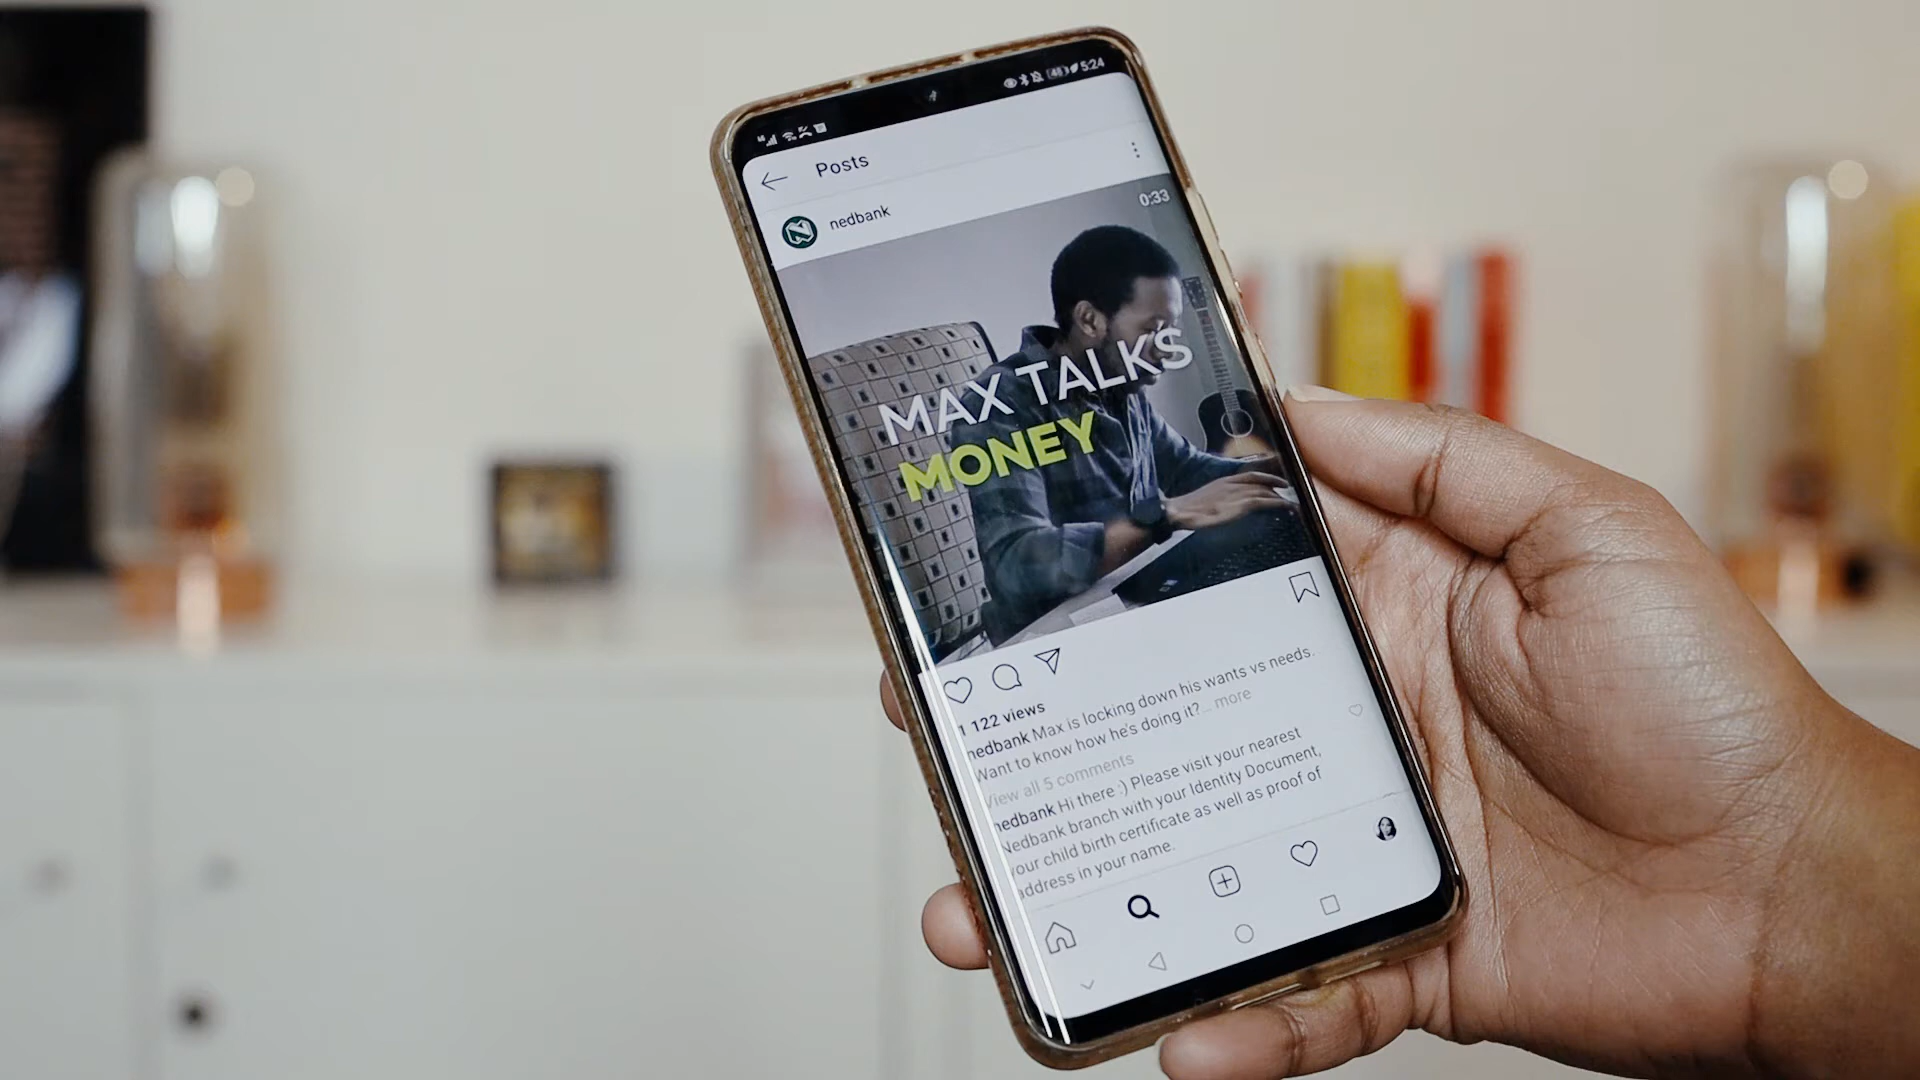 48 5:24
Posts
nedbank
0:33
MAX TALKS
MONEY
1 122 views
nedbank Max is locking down his wants vs needs.
Want to know how he's doing it?... more
View all 5 comments
nedbank Hi there :) Please visit your nearest
Nedbank branch with your Identity Document,
your child birth certificate as well as proof of
address in your name.